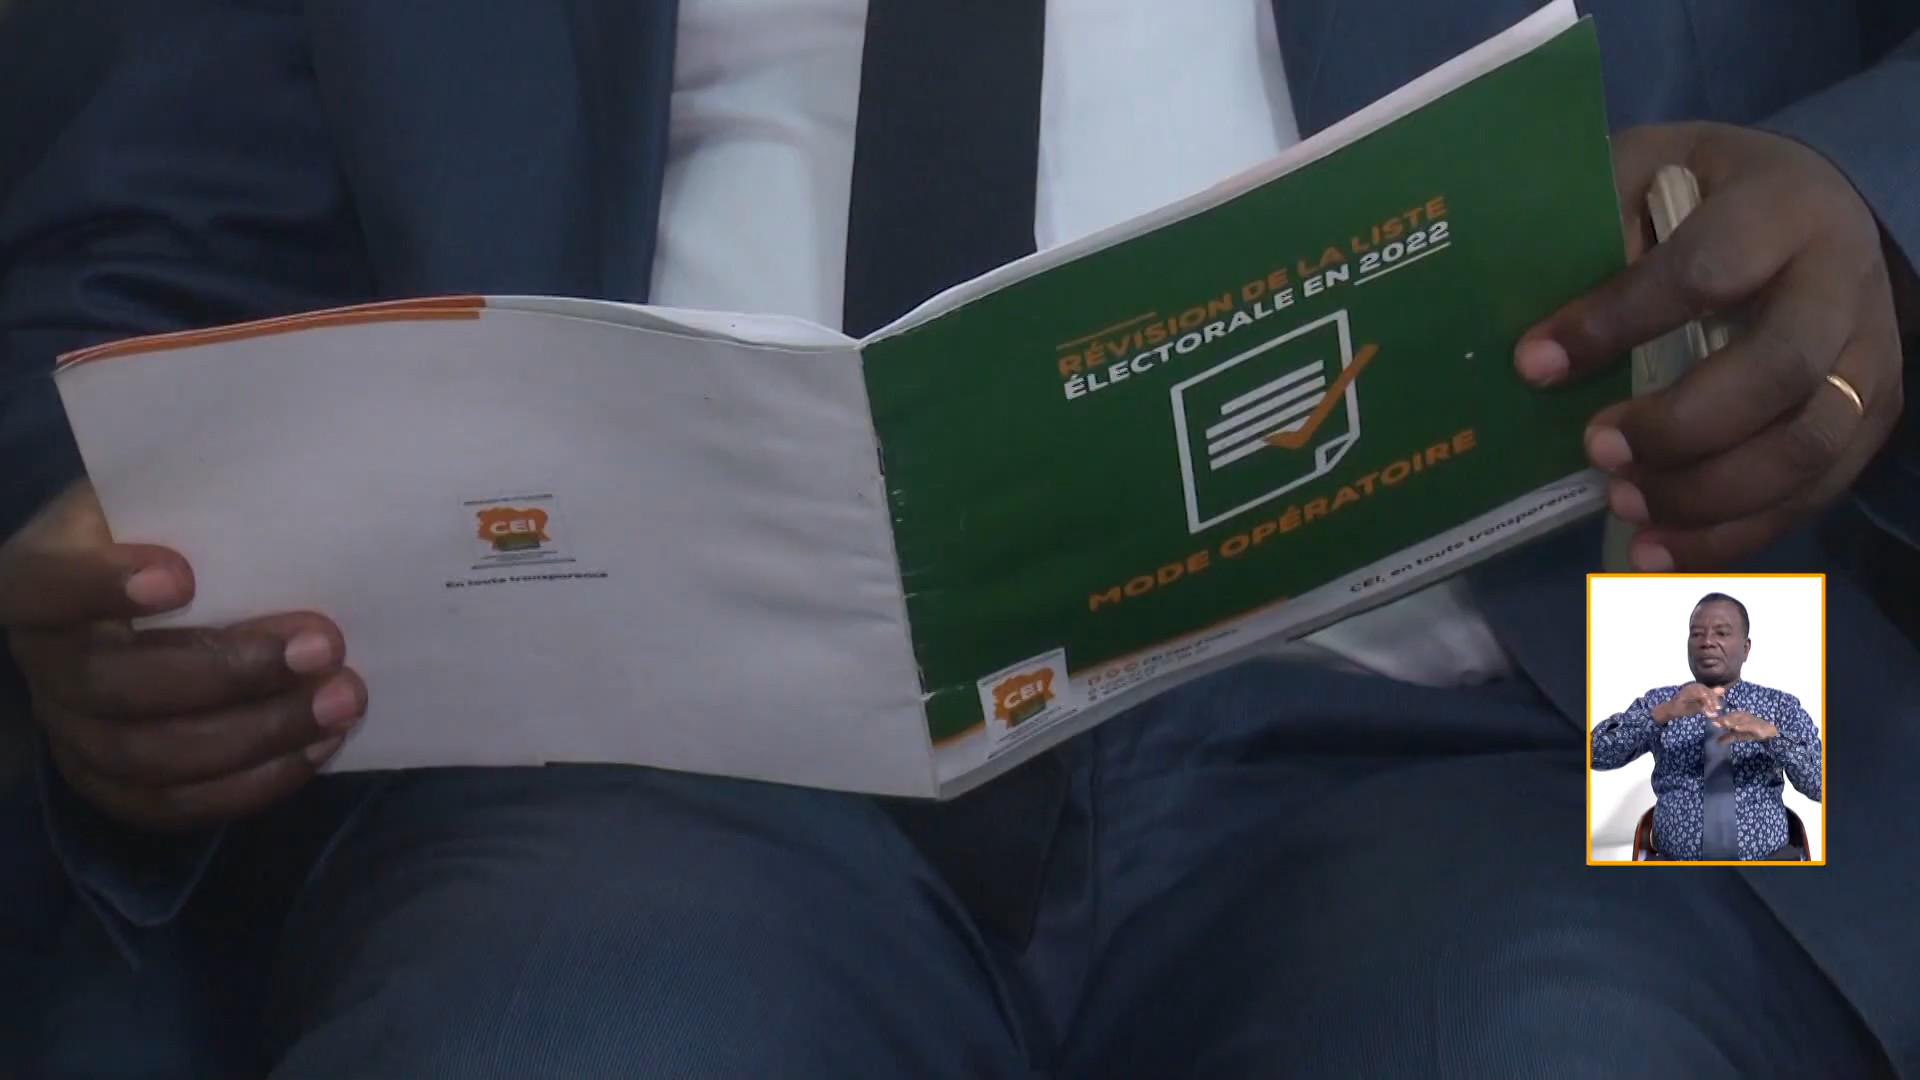 CEI
En toute transparence
RÉVISION DE LA LISTE
ÉLECTORALE EN 2022
MODE OPÉRATOIRE
CEI, en toute transparence
CEI